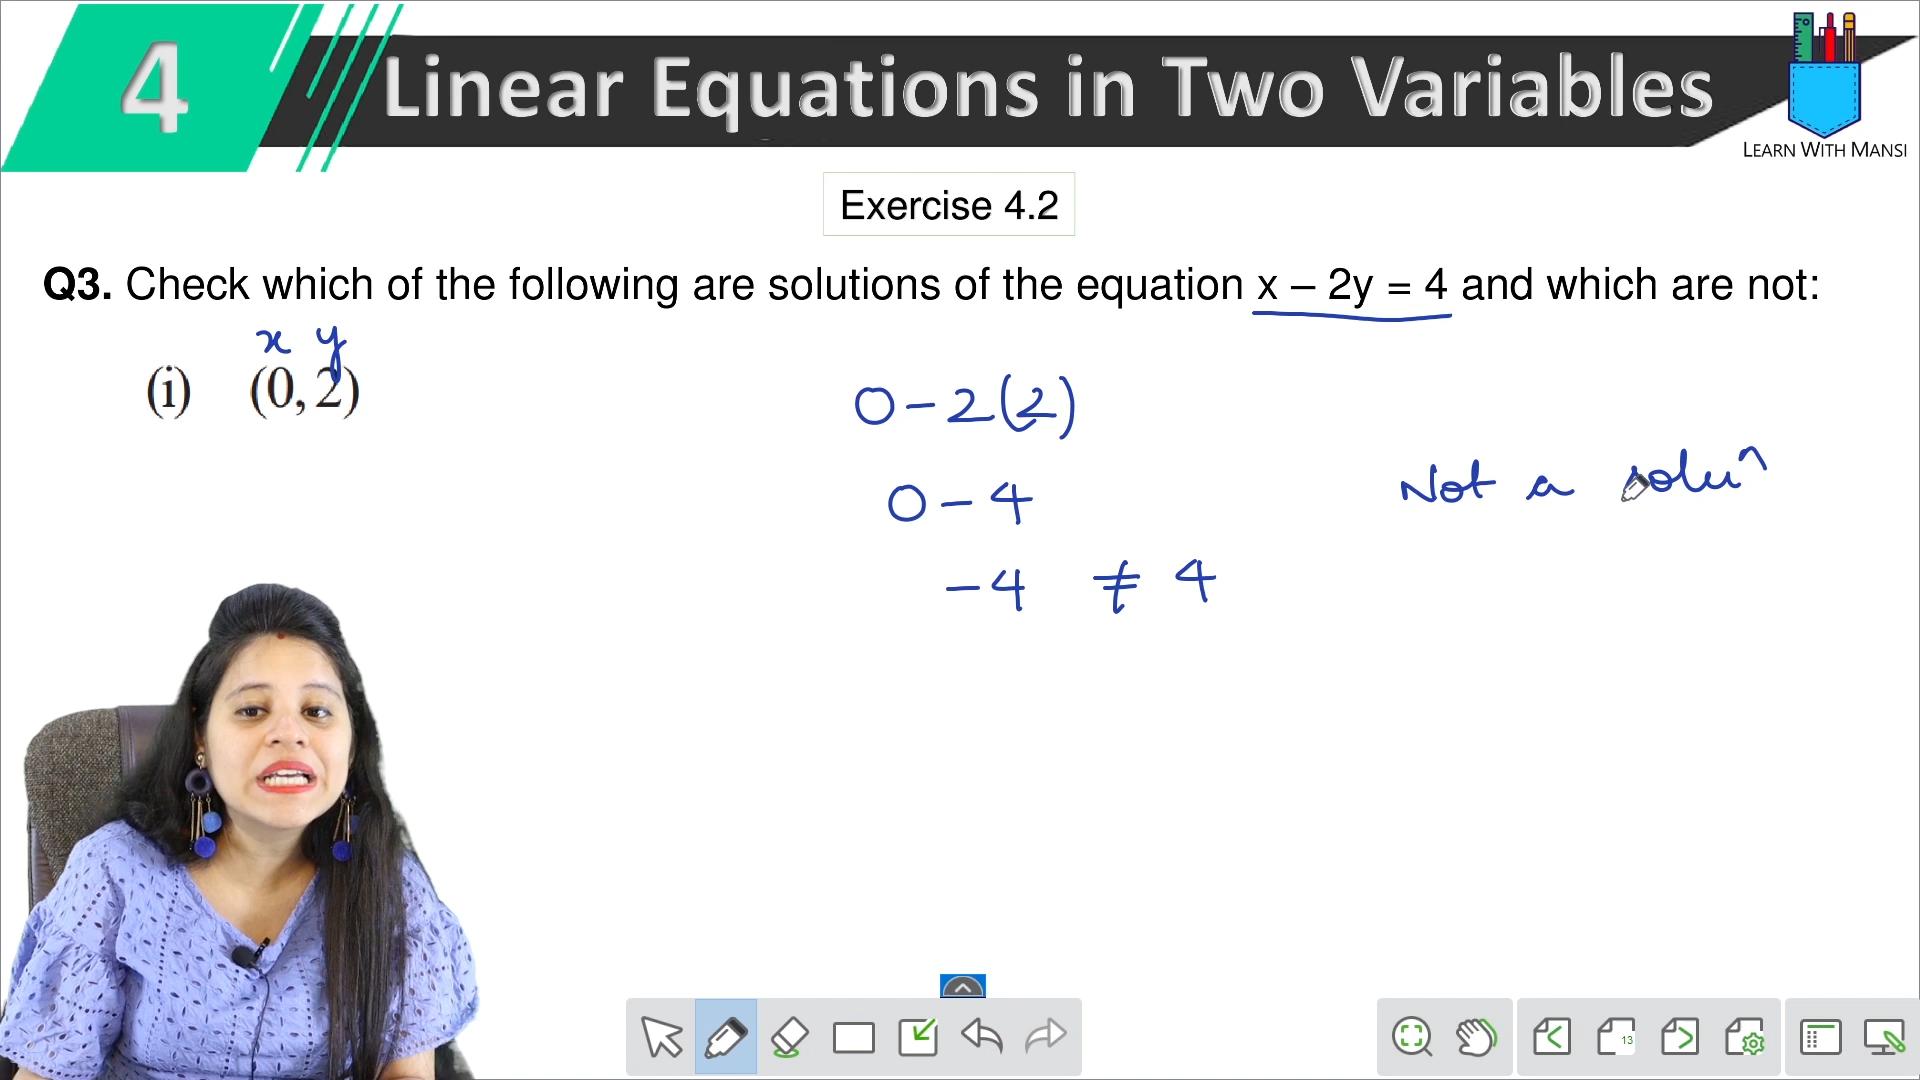 4 Linear Equations in Two Variables
LEARN WITH MANSI
Exercise 4.2
Q3. Check which of the following are solutions of the equation x – 2y = 4 and which are not:
x y
(i) (0, 2)
0 - 2(2)
0 - 4
Not a soluⁿ
-4 ≠ 4
13